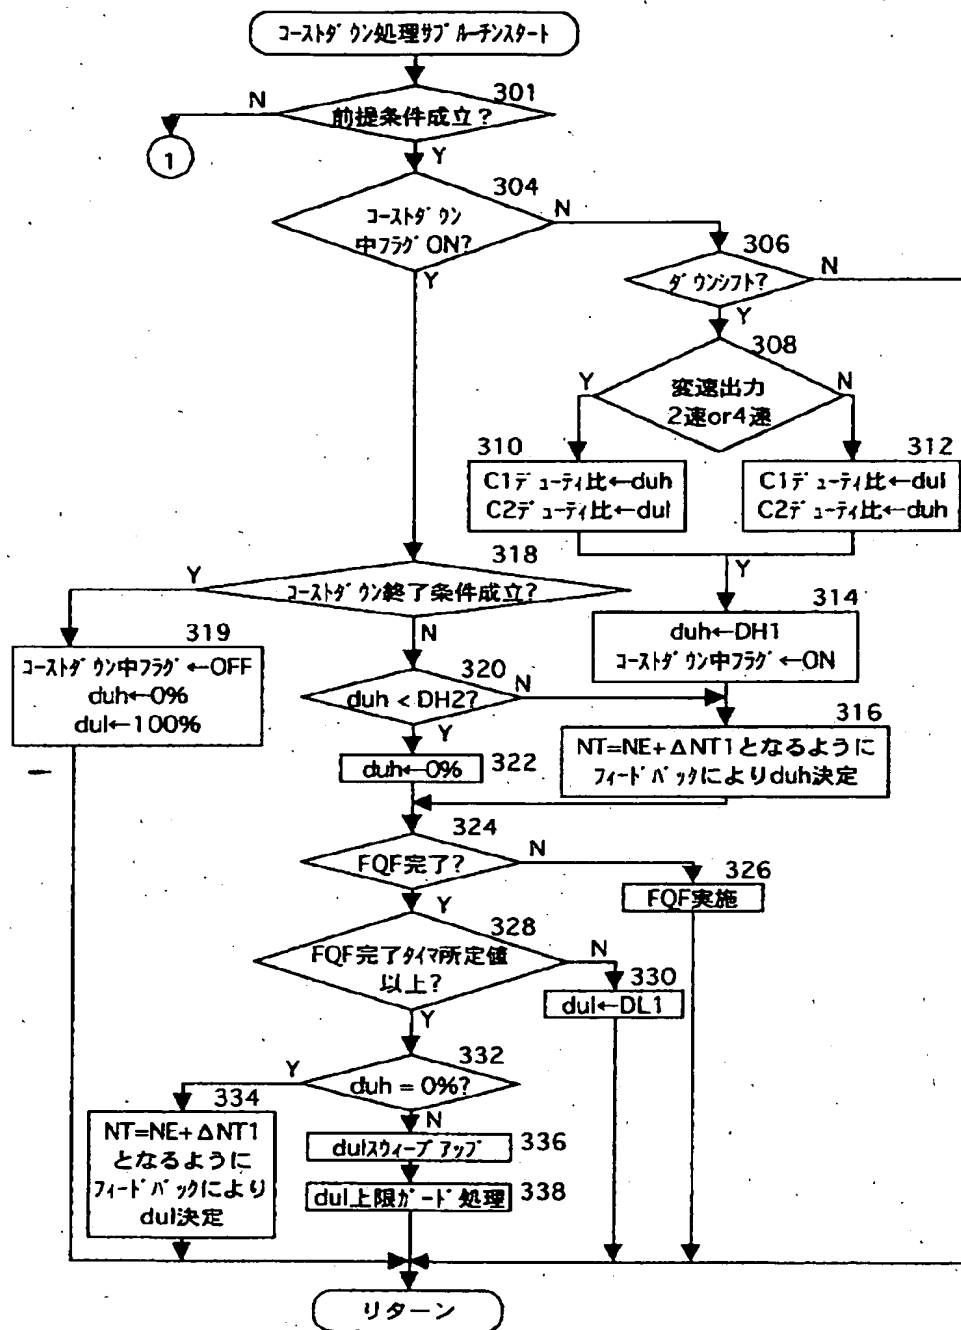 コーストダウン処理サブルーチンスタート
301
N
前提条件成立?
1
Y
304
N
コーストダウン
中フラグON?
Y
306
N
ダウンシフト?
Y
308
Y
N
変速出力
2速or4速
310
C1デューティ比←duh
C2デューティ比←dul
312
C1デューティ比←dul
C2デューティ比←duh
318
Y
Y
コーストダウン終了条件成立?
314
N
duh←DH1
コーストダウン中フラグ←ON
319
コーストダウン中フラグ←OFF
duh←0%
dul←100%
320
N
duh<DH2?
316
Y
NT=NE+ΔNT1となるように
フィードバックによりduh決定
duh←0%
322
324
N
FQF完了?
326
FQF実施
Y
328
N
FQF完了タイマ所定値
以上?
330
dul←DL1
Y
332
Y
duh=0%?
334
N
NT=NE+ΔNT1
となるように
フィードバックにより
dul決定
dulスウィープアップ
336
dul上限ガード処理
338
リターン